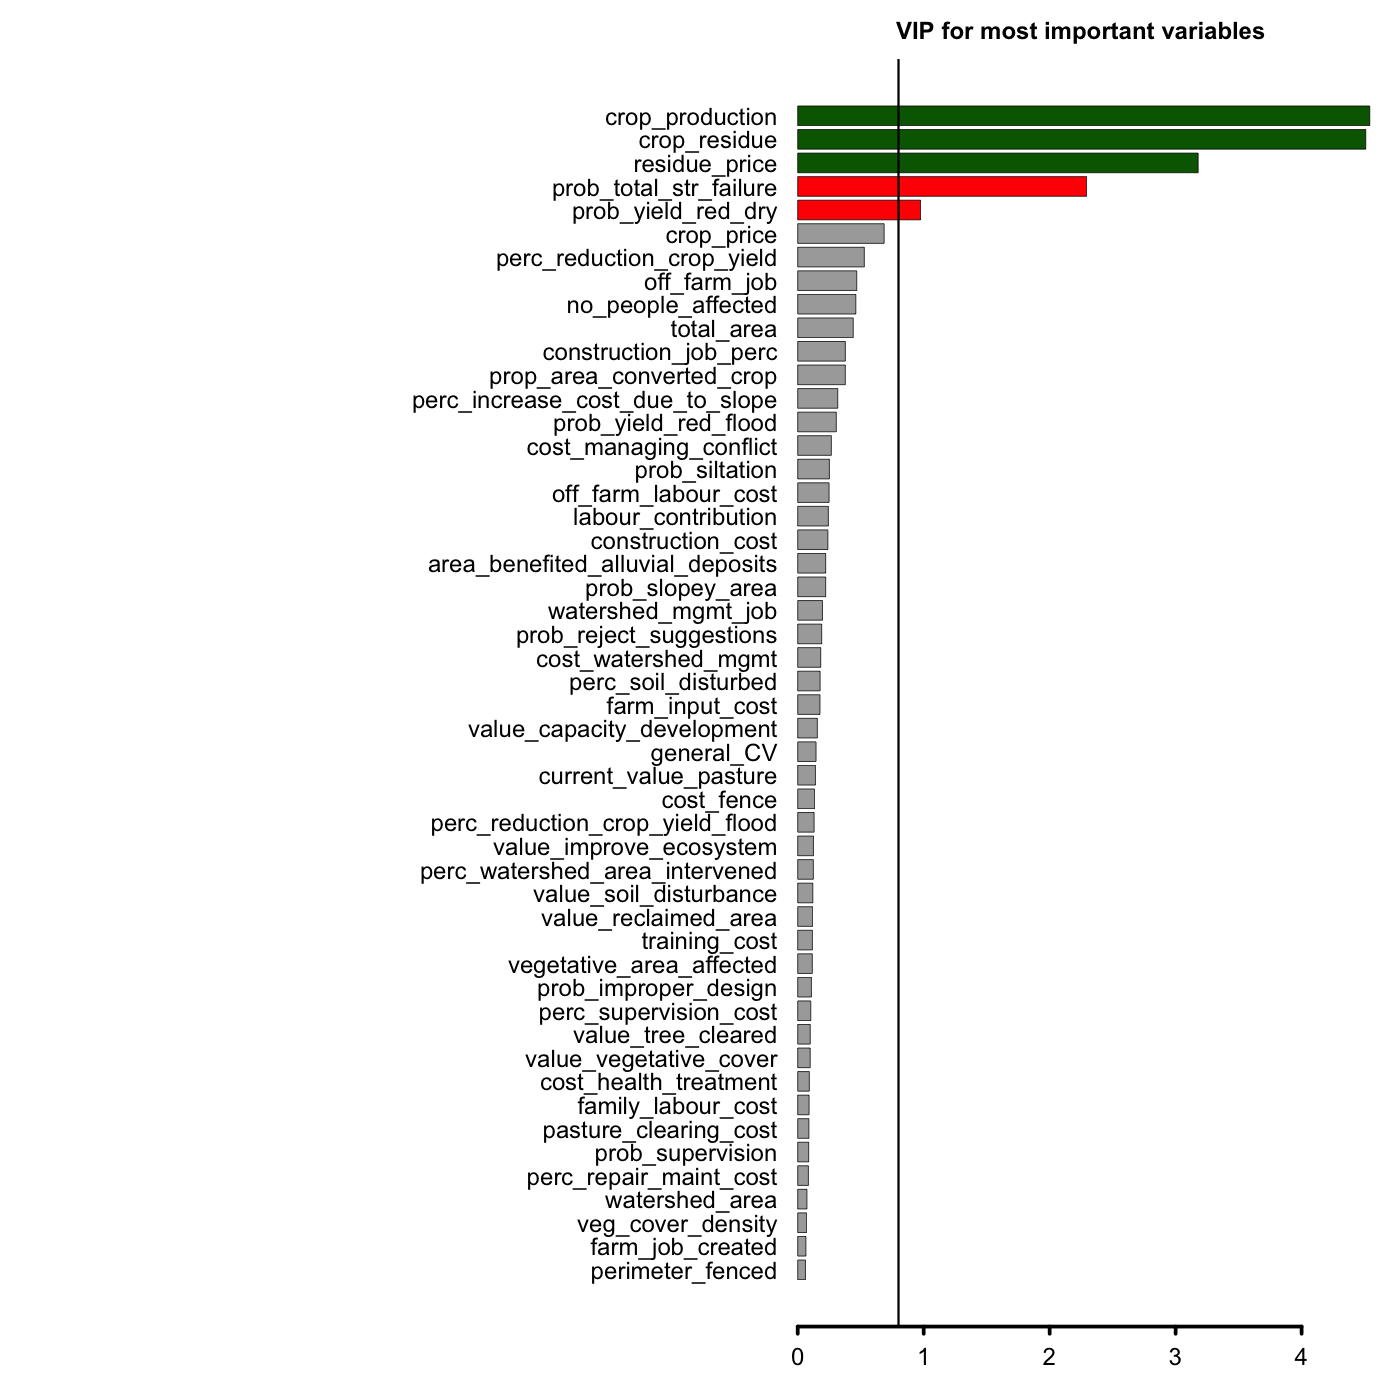 VIP for most important variables
crop_production
crop_residue
residue_price
prob_total_str_failure
prob_yield_red_dry
crop_price
perc_reduction_crop_yield
off_farm_job
no_people_affected
total_area
construction_job_perc
prop_area_converted_crop
perc_increase_cost_due_to_slope
prob_yield_red_flood
cost_managing_conflict
prob_siltation
off_farm_labour_cost
labour_contribution
construction_cost
area_benefited_alluvial_deposits
prob_slopey_area
watershed_mgmt_job
prob_reject_suggestions
cost_watershed_mgmt
perc_soil_disturbed
farm_input_cost
value_capacity_development
general_CV
current_value_pasture
cost_fence
perc_reduction_crop_yield_flood
value_improve_ecosystem
perc_watershed_area_intervened
value_soil_disturbance
value_reclaimed_area
training_cost
vegetative_area_affected
prob_improper_design
perc_supervision_cost
value_tree_cleared
value_vegetative_cover
cost_health_treatment
family_labour_cost
pasture_clearing_cost
prob_supervision
perc_repair_maint_cost
watershed_area
veg_cover_density
farm_job_created
perimeter_fenced
0 1 2 3 4